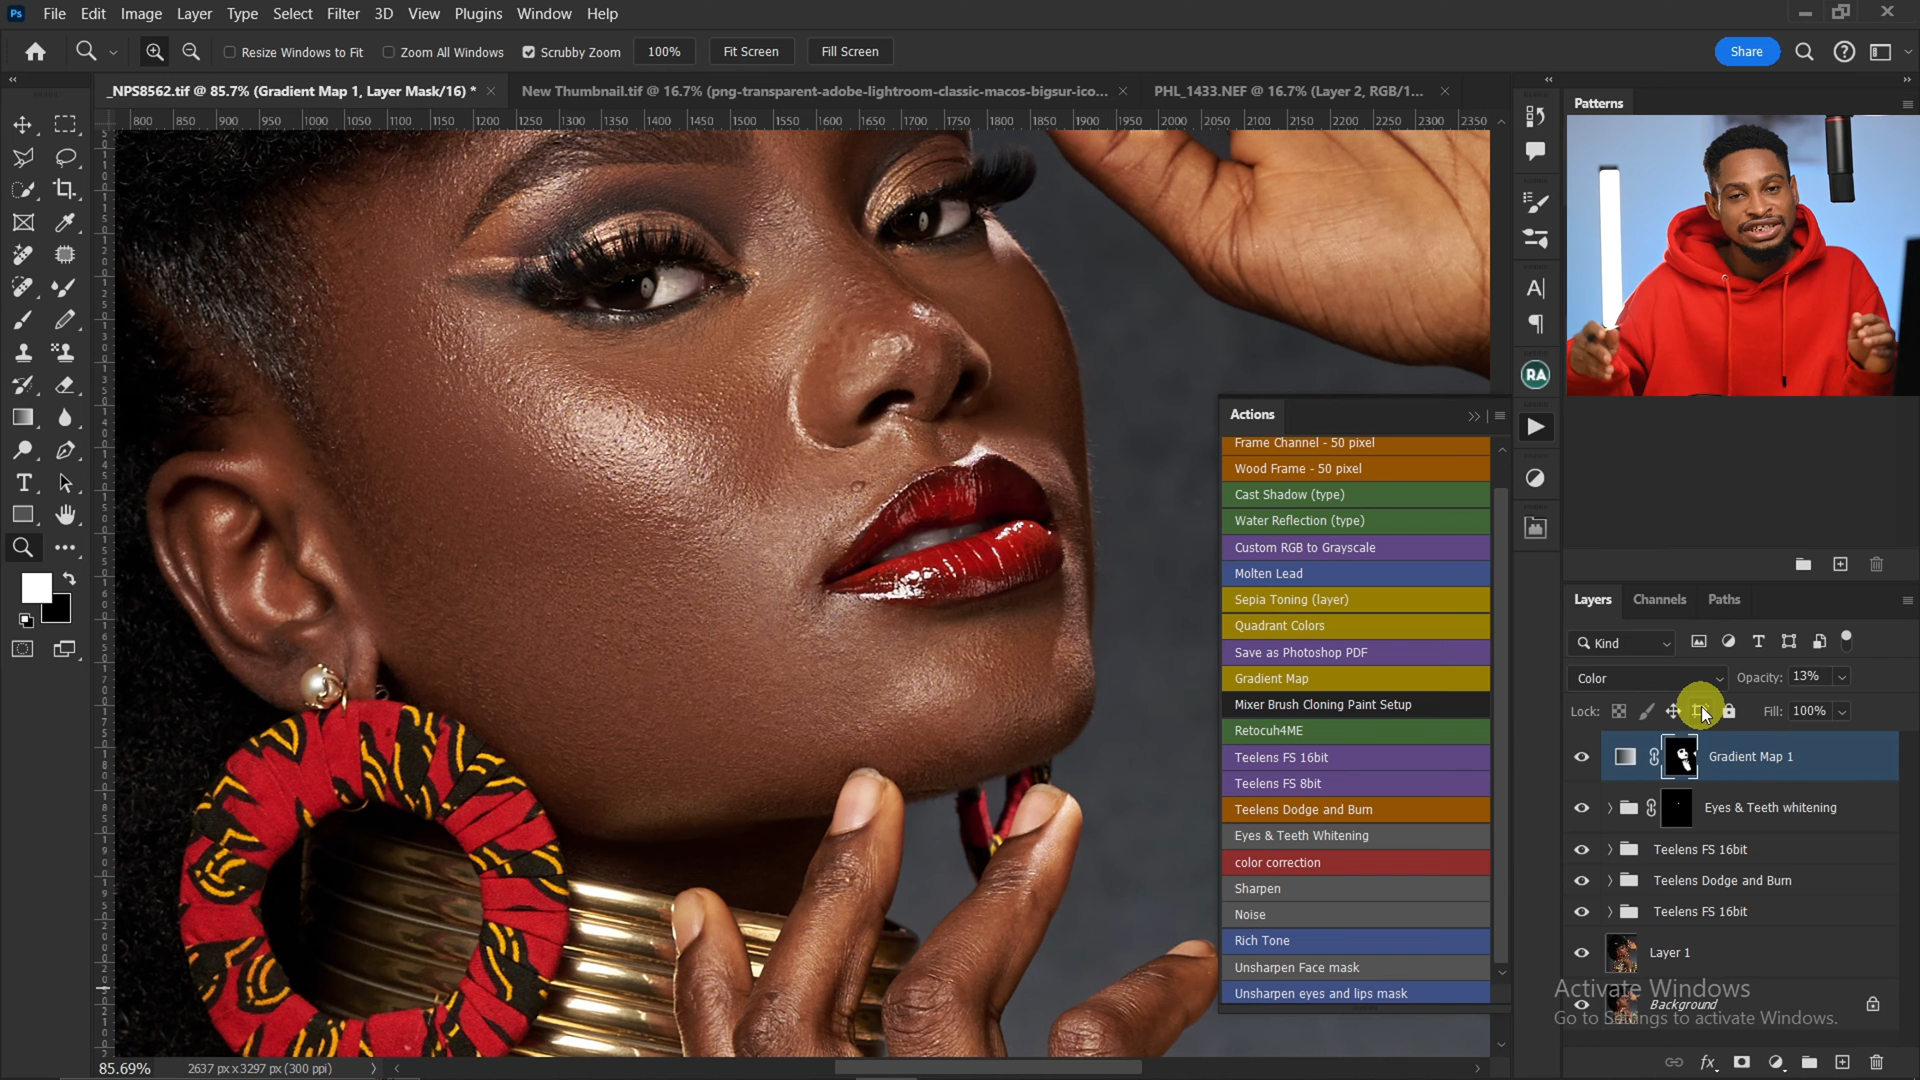 Ps File Edit Image Layer Type Select Filter 3D View Plugins Window Help
Resize Windows to Fit Zoom All Windows Scrubby Zoom 100% Fit Screen Fill Screen Share
_NPS8562.tif @ 85.7% (Gradient Map 1, Layer Mask/16) *
New Thumbnail.tif @ 16.7% (png-transparent-adobe-lightroom-classic-macos-bigsur-ico...
PHL_1433.NEF @ 16.7% (Layer 2, RGB/1...
800 850 900 950 1000 1050 1100 1150 1200 1250 1300 1350 1400 1450 1500 1550 1600 1650 1700 1750 1800 1850 1900 1950 2000 2050 2100 2150 2200 2250 2300 2350
Patterns
RA
Actions
Frame Channel - 50 pixel
Wood Frame - 50 pixel
Cast Shadow (type)
Water Reflection (type)
Custom RGB to Grayscale
Molten Lead
Sepia Toning (layer)
Quadrant Colors
Save as Photoshop PDF
Gradient Map
Mixer Brush Cloning Paint Setup
Retocuh4ME
Teelens FS 16bit
Teelens FS 8bit
Teelens Dodge and Burn
Eyes & Teeth Whitening
color correction
Sharpen
Noise
Rich Tone
Unsharpen Face mask
Unsharpen eyes and lips mask
Layers Channels Paths
Kind
Color Opacity: 13%
Lock: Fill: 100%
Gradient Map 1
Eyes & Teeth whitening
Teelens FS 16bit
Teelens Dodge and Burn
Teelens FS 16bit
Layer 1
Background
Activate Windows
Go to Settings to activate Windows.
85.69% 2637 px x 3297 px (300 ppi)